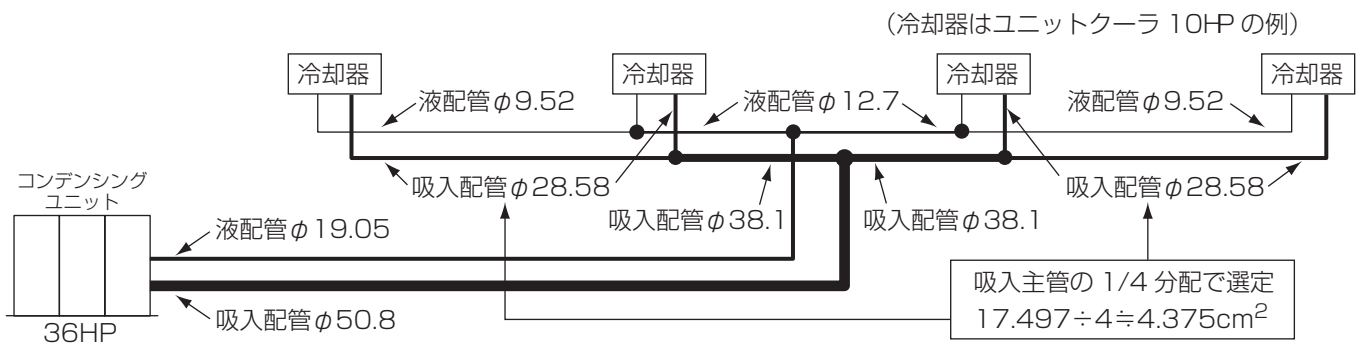 （冷却器はユニットクーラ 10HP の例）
冷却器
冷却器
冷却器
冷却器
液配管φ9.52
液配管φ12.7
液配管φ9.52
吸入配管φ28.58
吸入配管φ28.58
吸入配管φ38.1
吸入配管φ38.1
コンデンシング
ユニット
液配管φ19.05
吸入配管φ50.8
36HP
吸入主管の 1/4 分配で選定
17.497÷4≒4.375cm²